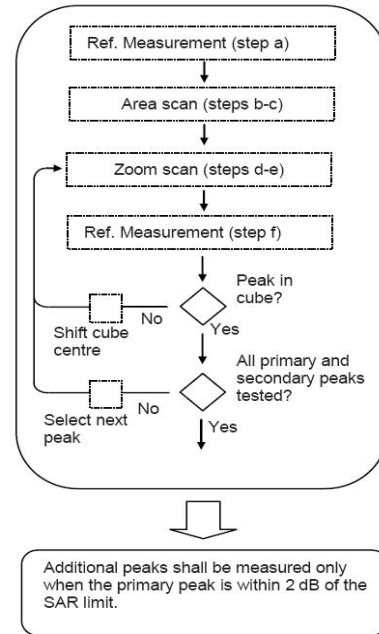 Ref. Measurement (step a)
Area scan (steps b-c)
Zoom scan (steps d-e)
Ref. Measurement (step f)
Peak in
cube?
No
Yes
Shift cube
centre
All primary and
secondary peaks
tested?
No
Yes
Select next
peak
Additional peaks shall be measured only
when the primary peak is within 2 dB of the
SAR limit.